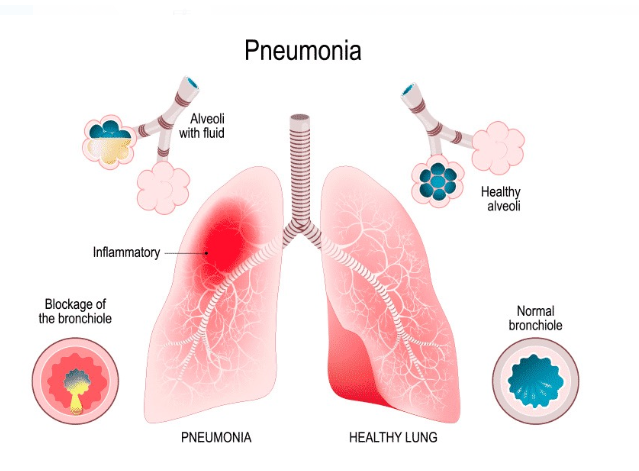 Pneumonia
Alveoli
with fluid
Healthy
alveoli
Inflammatory
Blockage of
the bronchiole
Normal
bronchiole
PNEUMONIA
HEALTHY LUNG